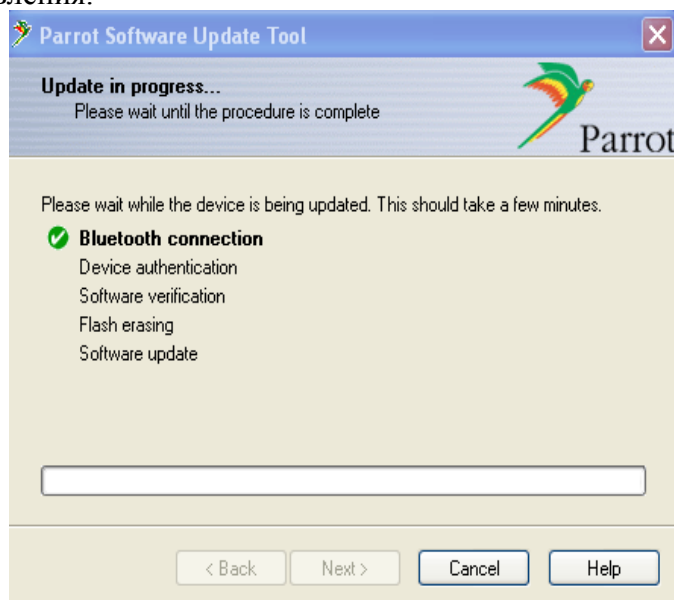 вления.
Parrot Software Update Tool
Update in progress...
Please wait until the procedure is complete
Parrot
Please wait while the device is being updated. This should take a few minutes.
Bluetooth connection
Device authentication
Software verification
Flash erasing
Software update
< Back Next > Cancel Help